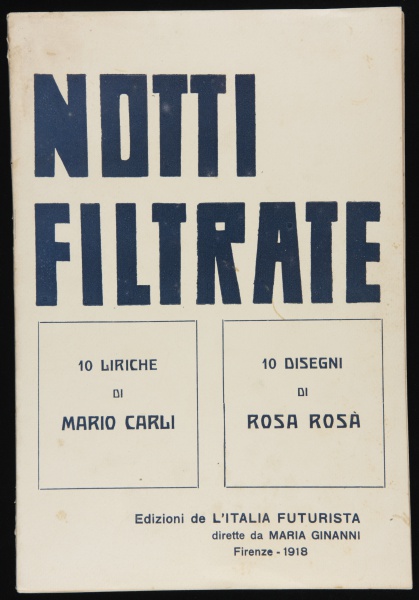 NOTTI
FILTRATE
10 LIRICHE
DI
MARIO CARLI
10 DISEGNI
DI
ROSA ROSÀ
Edizioni de L'ITALIA FUTURISTA
dirette da MARIA GINANNI
Firenze - 1918